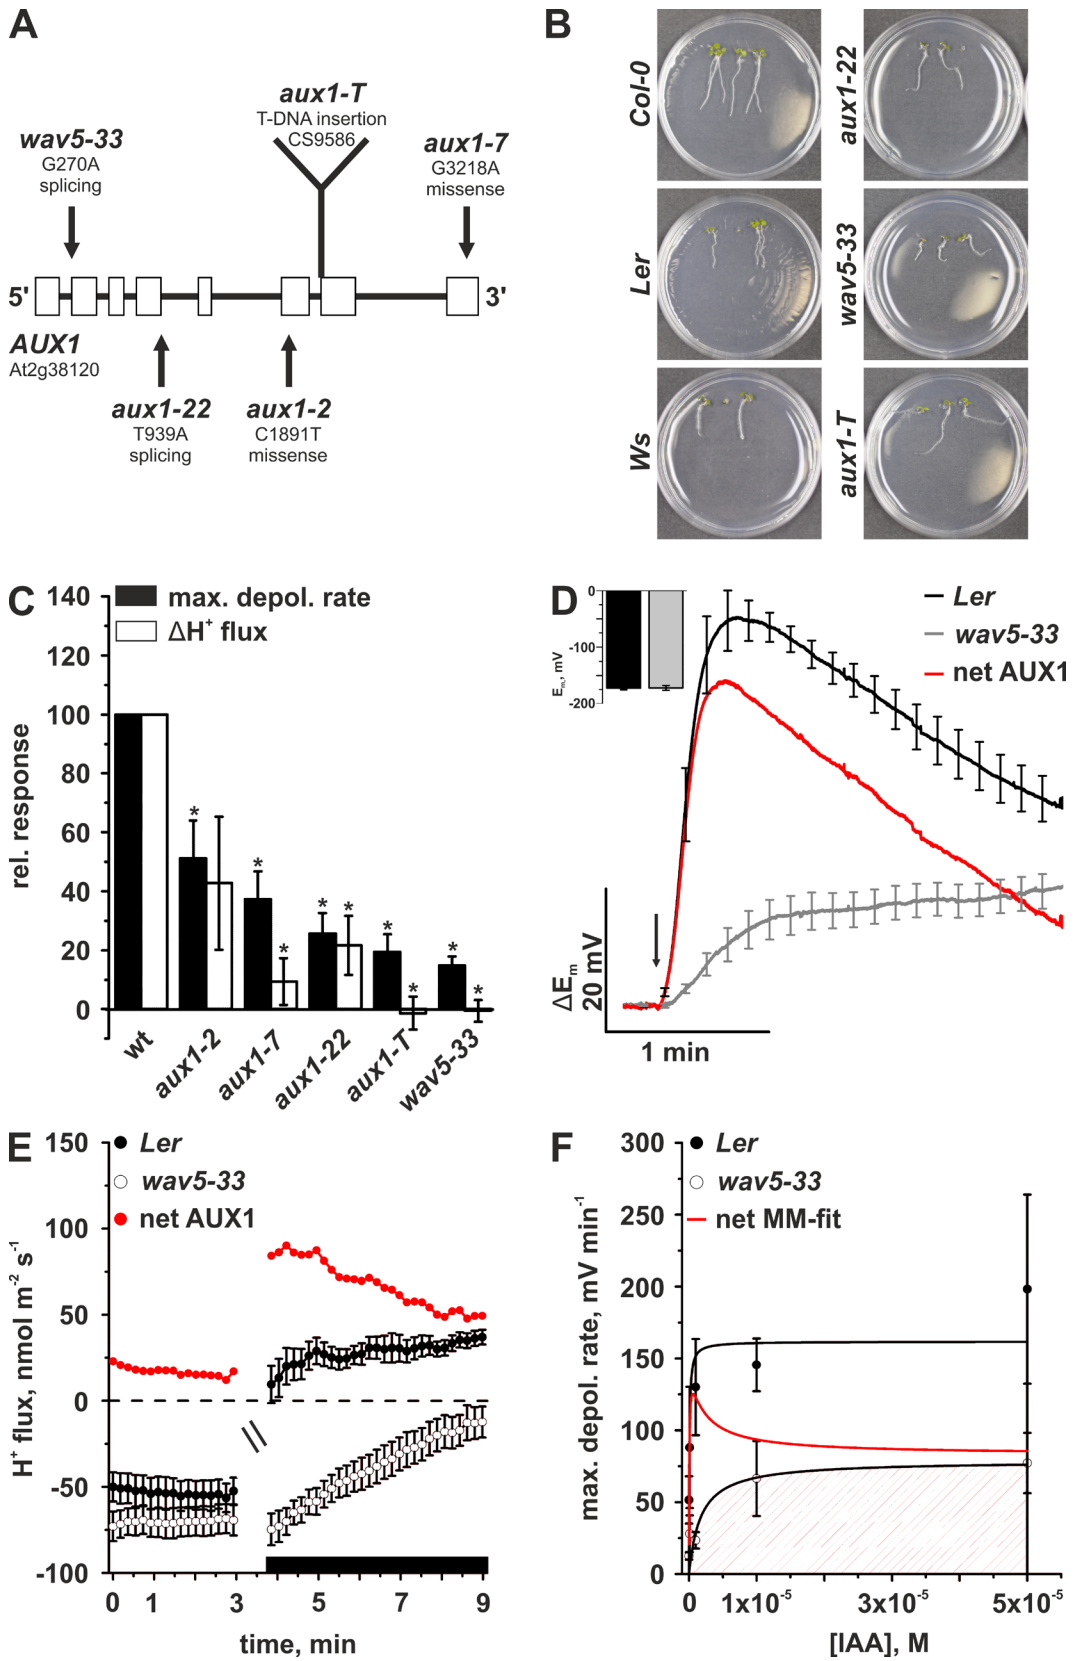 A
wav5-33
G270A
splicing
aux1-T
T-DNA insertion
CS9586
aux1-7
G3218A
missense
5'
3'
AUX1
At2g38120
aux1-22
T939A
splicing
aux1-2
C1891T
missense
B
Col-0
aux1-22
Ler
wav5-33
Ws
aux1-T
C
max. depol. rate
ΔH⁺ flux
rel. response
140
120
100
80
60
40
20
0
*
*
*
*
*
*
*
*
*
wt
aux1-2
aux1-7
aux1-22
aux1-T
wav5-33
D
Eₘ, mV
0
-100
-200
Ler
wav5-33
net AUX1
ΔEₘ
20 mV
1 min
E
Ler
wav5-33
net AUX1
H⁺ flux, nmol m⁻² s⁻¹
150
100
50
0
-50
-100
//
0 1 3 5 7 9
time, min
F
Ler
wav5-33
net MM-fit
max. depol. rate, mV min⁻¹
300
250
200
150
100
50
0
0 1x10⁻⁵ 3x10⁻⁵ 5x10⁻⁵
[IAA], M